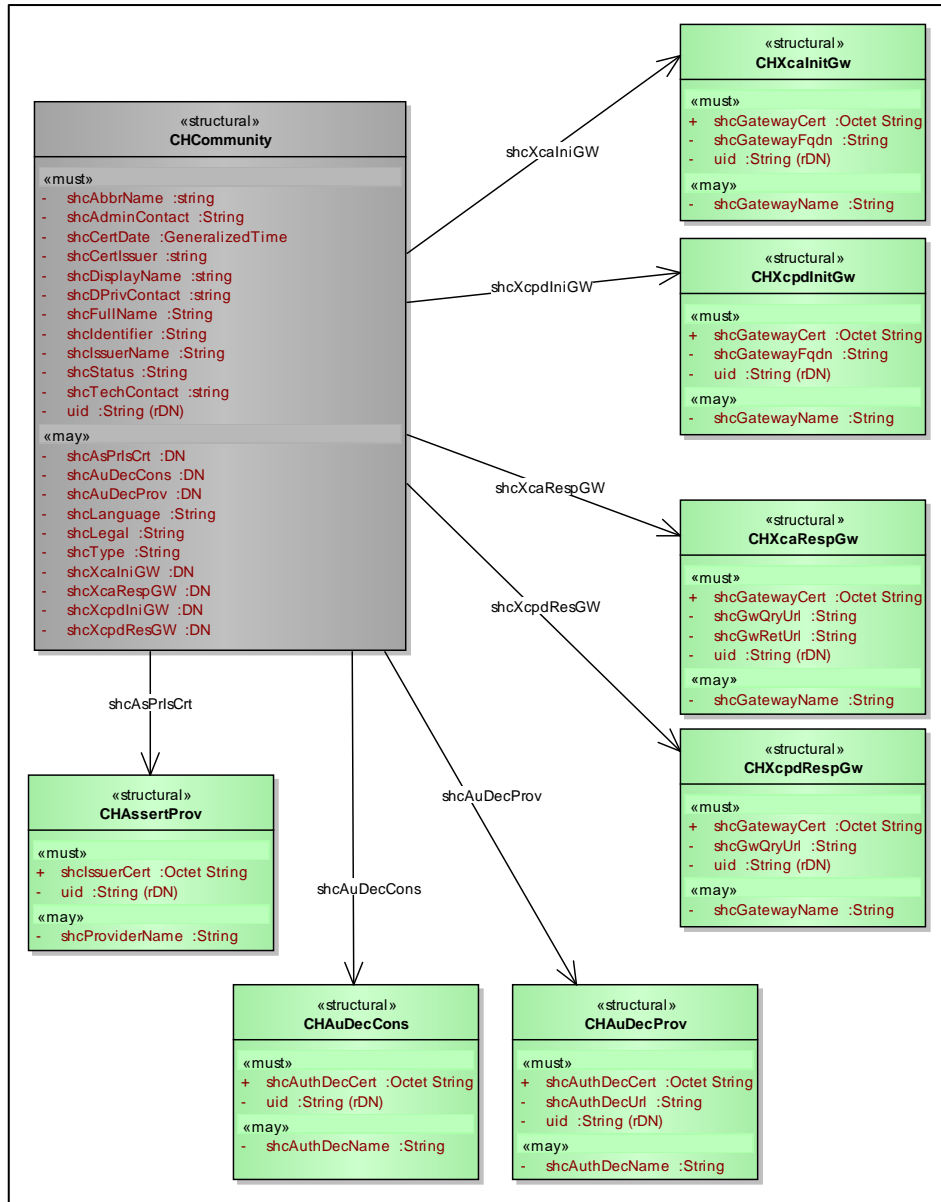 «structural»
CHCommunity
«must»
- shcAbbrName :string
- shcAdminContact :String
- shcCertDate :GeneralizedTime
- shcCertIssuer :string
- shcDisplayName :string
- shcDPrivContact :string
- shcFullName :String
- shcIdentifier :String
- shcIssuerName :String
- shcStatus :String
- shcTechContact :string
- uid :String (rDN)
«may»
- shcAsPrIsCrt :DN
- shcAuDecCons :DN
- shcAuDecProv :DN
- shcLanguage :String
- shcLegal :String
- shcType :String
- shcXcaIniGW :DN
- shcXcaRespGW :DN
- shcXcpdIniGW :DN
- shcXcpdResGW :DN
shcXcaIniGW
shcXcpdIniGW
shcXcaRespGW
shcXcpdResGW
shcAsPrIsCrt
shcAuDecCons
shcAuDecProv
«structural»
CHXcaInitGw
«must»
+ shcGatewayCert :Octet String
- shcGatewayFqdn :String
- uid :String (rDN)
«may»
- shcGatewayName :String
«structural»
CHXcpdInitGw
«must»
+ shcGatewayCert :Octet String
- shcGatewayFqdn :String
- uid :String (rDN)
«may»
- shcGatewayName :String
«structural»
CHXcaRespGw
«must»
+ shcGatewayCert :Octet String
- shcGwQryUrl :String
- shcGwRetUrl :String
- uid :String (rDN)
«may»
- shcGatewayName :String
«structural»
CHXcpdRespGw
«must»
+ shcGatewayCert :Octet String
- shcGwQryUrl :String
- uid :String (rDN)
«may»
- shcGatewayName :String
«structural»
CHAssertProv
«must»
+ shcIssuerCert :Octet String
- uid :String (rDN)
«may»
- shcProviderName :String
«structural»
CHAuDecCons
«must»
+ shcAuthDecCert :Octet String
- uid :String (rDN)
«may»
- shcAuthDecName :String
«structural»
CHAuDecProv
«must»
+ shcAuthDecCert :Octet String
- shcAuthDecUrl :String
- uid :String (rDN)
«may»
- shcAuthDecName :String